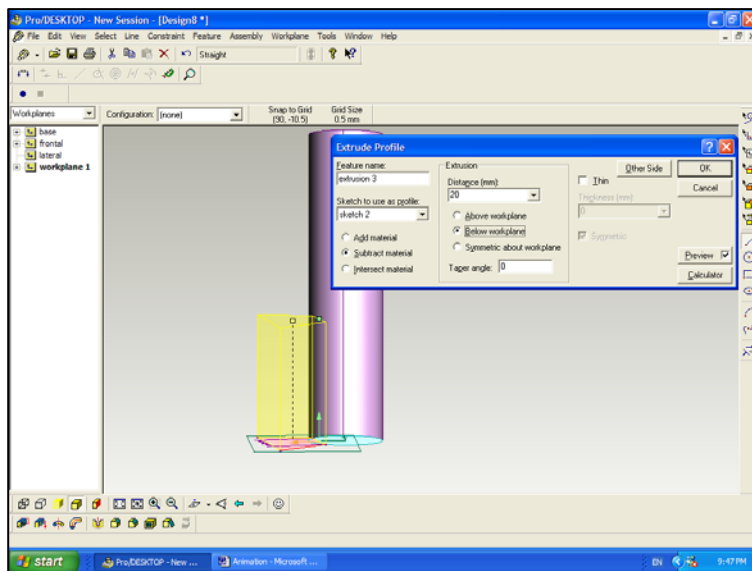 Pro/DESKTOP - New Session - [Design8 *]
File Edit View Select Line Constraint Feature Assembly Workplane Tools Window Help
Straight
Workplanes
Configuration: (none)
Snap to Grid
(90, -10.5)
Grid Size
0.5 mm
base
frontal
lateral
workplane 1
Extrude Profile
Feature name:
extrusion 3
Sketch to use as profile:
sketch 2
Add material
Subtract material
Intersect material
Extrusion
Distance (mm):
20
Above workplane
Below workplane
Symmetric about workplane
Taper angle: 0
Other Side
Thin
Thickness (mm):
0
Symmetric
OK
Cancel
Preview
Calculator
start
Pro/DESKTOP - New ...
Animation - Microsoft ...
EN
9:47 PM